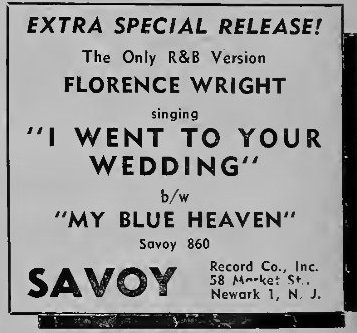 EXTRA SPECIAL RELEASE!
The Only R&B Version
FLORENCE WRIGHT
singing
"I WENT TO YOUR
WEDDING"
b/w
"MY BLUE HEAVEN"
Savoy 860
SAVOY
Record Co., Inc.
58 Market St.,
Newark 1, N. J.